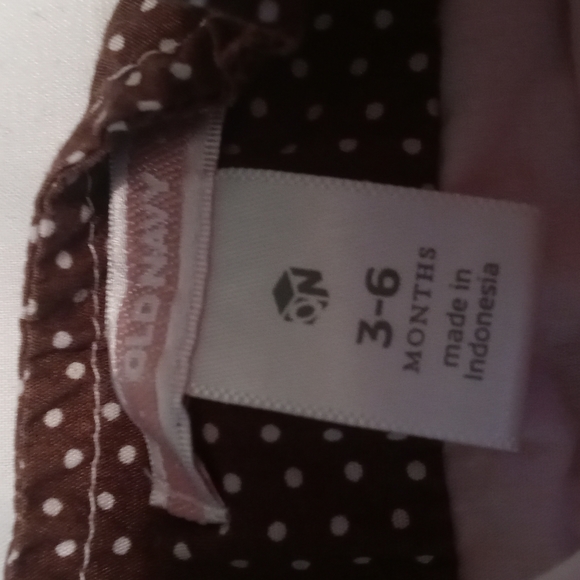 OLD NAVY
ON
3-6
MONTHS
made in
Indonesia